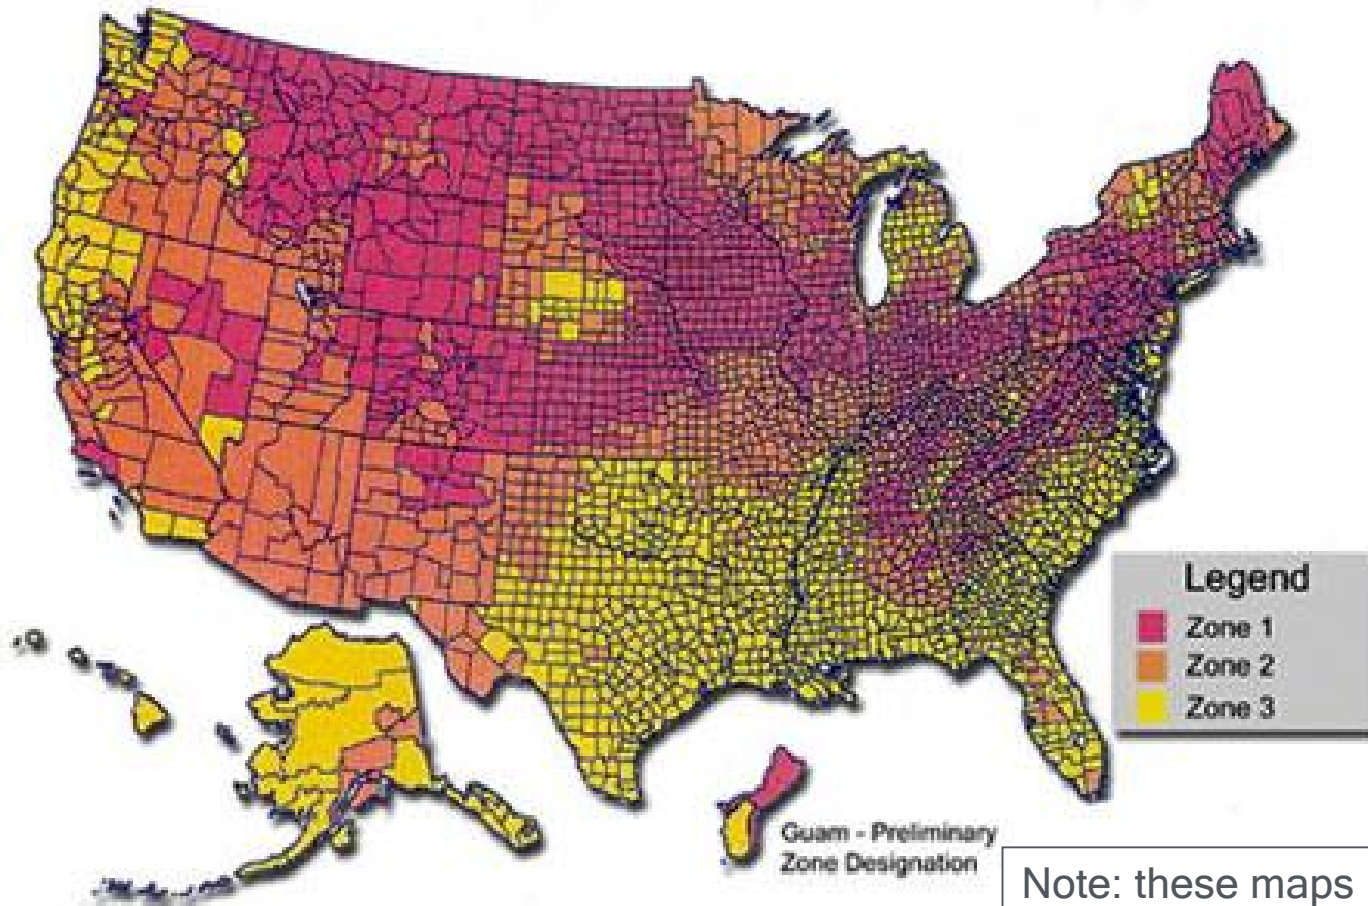 Legend
Zone 1
Zone 2
Zone 3
Guam - Preliminary
Zone Designation
Note: these maps